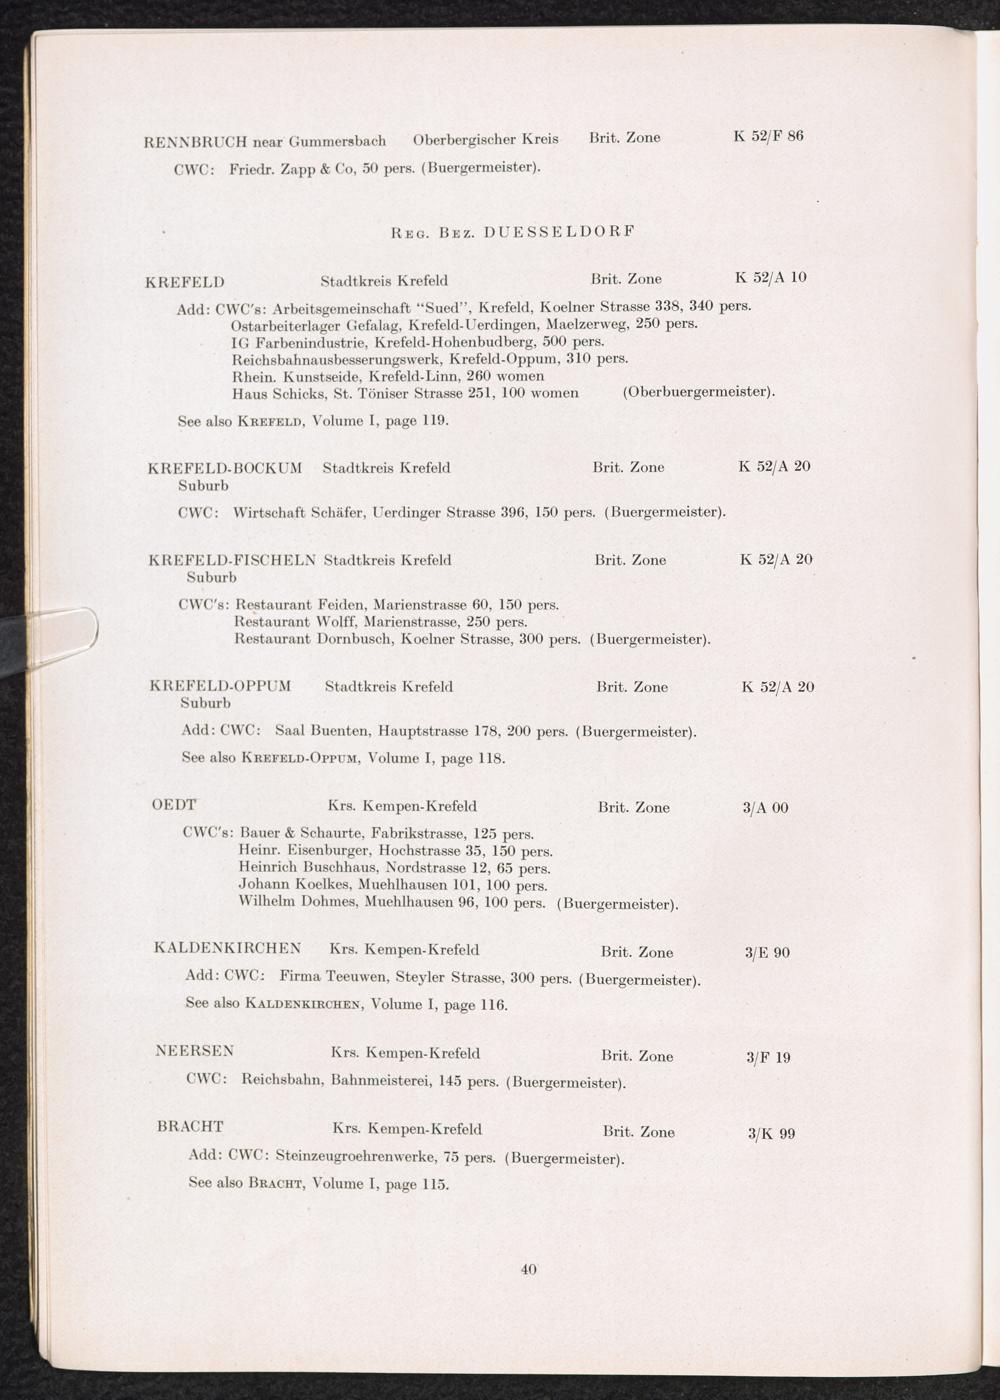 RENNBRUCH near Gummersbach Oberbergischer Kreis Brit. Zone K 52/F 86
CWC: Friedr. Zapp & Co, 50 pers. (Buergermeister).
REG. BEZ. DUESSELDORF
KREFELD Stadtkreis Krefeld Brit. Zone K 52/A 10
Add: CWC's: Arbeitsgemeinschaft "Sued", Krefeld, Koelner Strasse 338, 340 pers.
Ostarbeiterlager Gefalag, Krefeld-Uerdingen, Maelzerweg, 250 pers.
IG Farbenindustrie, Krefeld-Hohenbudberg, 500 pers.
Reichsbahnausbesserungswerk, Krefeld-Oppum, 310 pers.
Rhein. Kunstseide, Krefeld-Linn, 260 women
Haus Schicks, St. Töniser Strasse 251, 100 women (Oberbuergermeister).
See also KREFELD, Volume I, page 119.
KREFELD-BOCKUM Stadtkreis Krefeld Brit. Zone K 52/A 20
Suburb
CWC: Wirtschaft Schäfer, Uerdinger Strasse 396, 150 pers. (Buergermeister).
KREFELD-FISCHELN Stadtkreis Krefeld Brit. Zone K 52/A 20
Suburb
CWC's: Restaurant Feiden, Marienstrasse 60, 150 pers.
Restaurant Wolff, Marienstrasse, 250 pers.
Restaurant Dornbusch, Koelner Strasse, 300 pers. (Buergermeister).
KREFELD-OPPUM Stadtkreis Krefeld Brit. Zone K 52/A 20
Suburb
Add: CWC: Saal Buenten, Hauptstrasse 178, 200 pers. (Buergermeister).
See also KREFELD-OPPUM, Volume I, page 118.
OEDT Krs. Kempen-Krefeld Brit. Zone 3/A 00
CWC's: Bauer & Schaurte, Fabrikstrasse, 125 pers.
Heinr. Eisenburger, Hochstrasse 35, 150 pers.
Heinrich Buschhaus, Nordstrasse 12, 65 pers.
Johann Koelkes, Muehlhausen 101, 100 pers.
Wilhelm Dohmes, Muehlhausen 96, 100 pers. (Buergermeister).
KALDENKIRCHEN Krs. Kempen-Krefeld Brit. Zone 3/E 90
Add: CWC: Firma Teeuwen, Steyler Strasse, 300 pers. (Buergermeister).
See also KALDENKIRCHEN, Volume I, page 116.
NEERSEN Krs. Kempen-Krefeld Brit. Zone 3/F 19
CWC: Reichsbahn, Bahnmeisterei, 145 pers. (Buergermeister).
BRACHT Krs. Kempen-Krefeld Brit. Zone 3/K 99
Add: CWC: Steinzeugroehrenwerke, 75 pers. (Buergermeister).
See also BRACHT, Volume I, page 115.
40